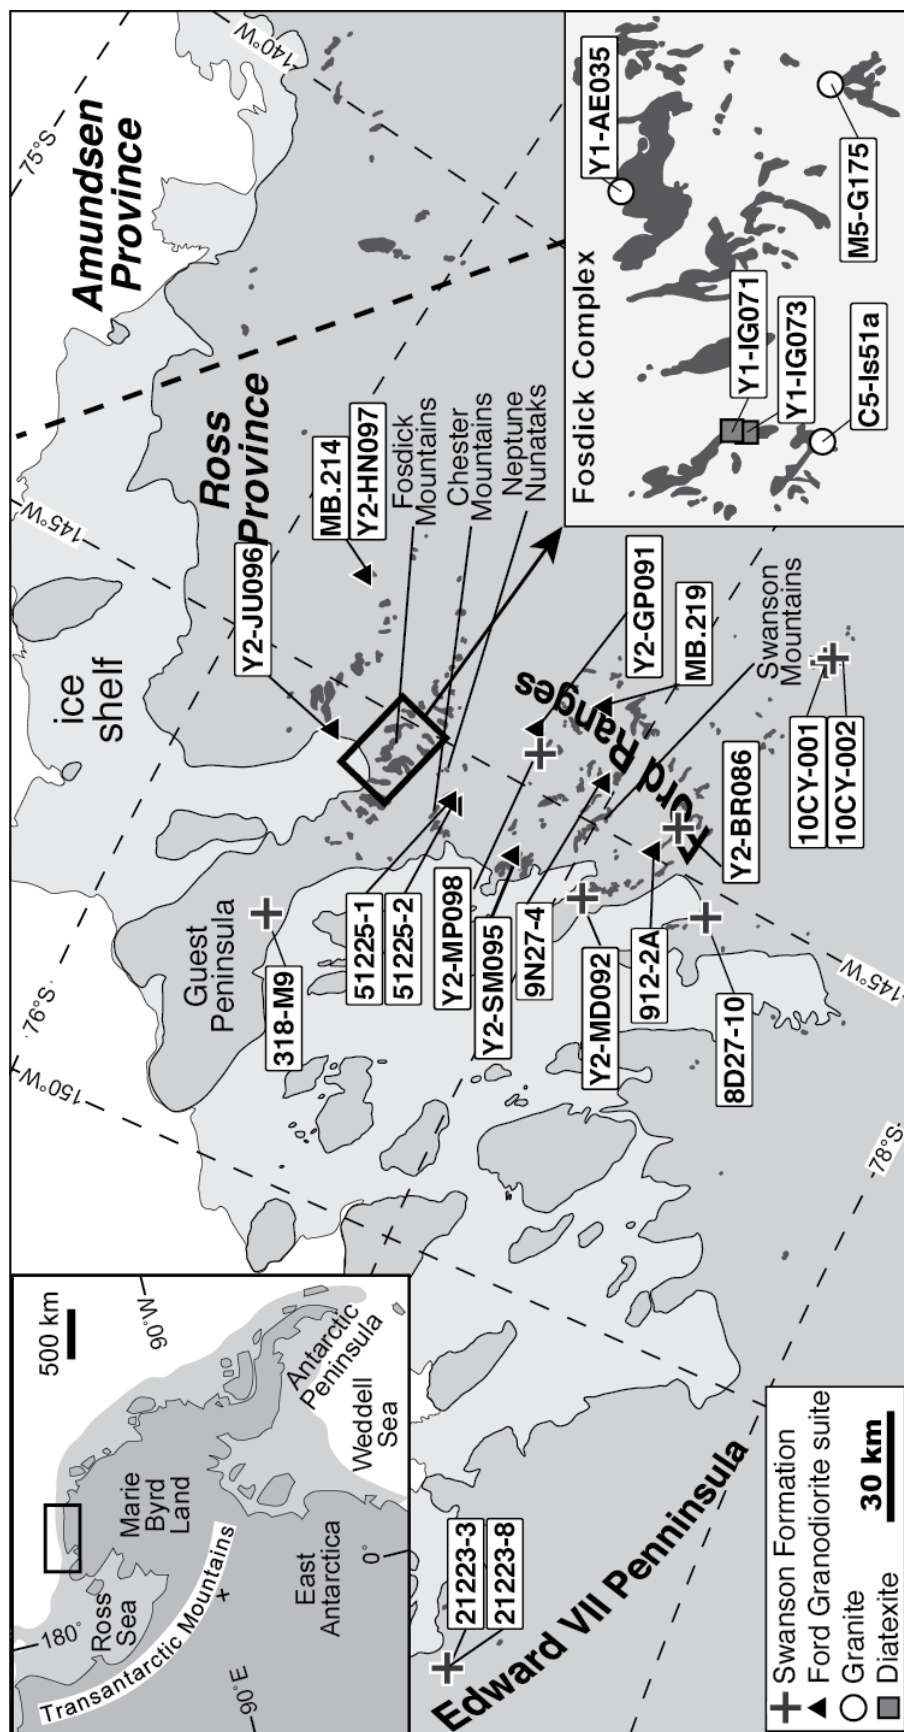 500 km
180°
90°W
Ross
Sea
Marie
Byrd
Land
Antarctic
Peninsula
Weddell
Sea
Transantarctic Mountains
East
Antarctica
0°
90°E
150°W
76°S
145°W
75°S
140°W
Amundsen
Province
Ross
Province
ice
shelf
Guest
Peninsula
318-M9
Y2-JU096
MB.214
Y2-HN097
Fosdick
Mountains
Chester
Mountains
Neptune
Nunataks
51225-1
51225-2
Y2-MP098
Y2-SM095
9N27-4
Y2-MD092
912-2A
8D27-10
Ford Ranges
Y2-GP091
MB.219
Swanson
Mountains
Y2-BR086
10CY-001
10CY-002
145°W
78°S
21223-3
21223-8
Edward VII Penninsula
Swanson Formation
Ford Granodiorite suite
Granite
Diatexite
30 km
Fosdick Complex
Y1-AE035
Y1-IG071
Y1-IG073
C5-Is51a
M5-G175